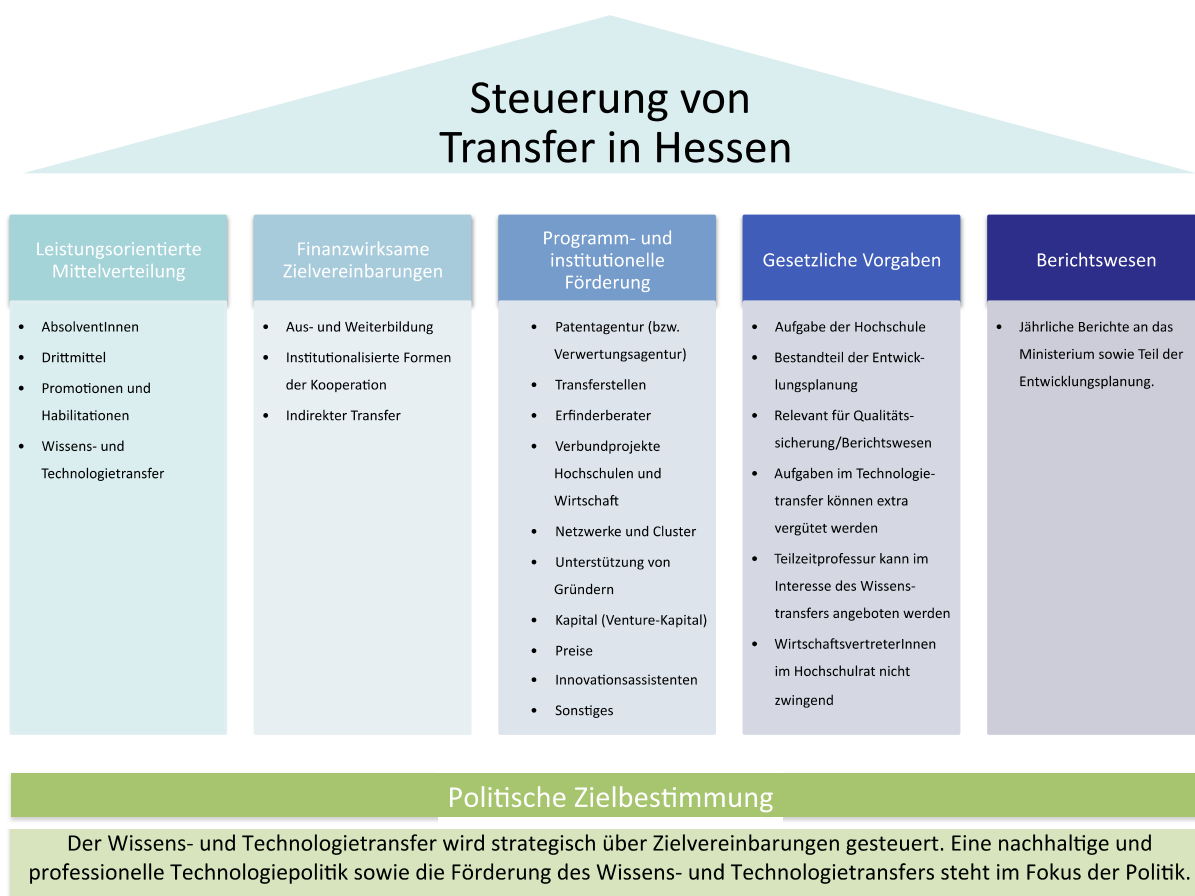 Steuerung von
Transfer in Hessen
Leistungsorientierte
Mittelverteilung
• AbsolventInnen
• Drittmittel
• Promotionen und
Habilitationen
• Wissens- und
Technologietransfer
Finanzwirksame
Zielvereinbarungen
• Aus- und Weiterbildung
• Institutionalisierte Formen
der Kooperation
• Indirekter Transfer
Programm- und
institutionelle
Förderung
• Patentagentur (bzw.
Verwertungsagentur)
• Transferstellen
• Erfinderberater
• Verbundprojekte
Hochschulen und
Wirtschaft
• Netzwerke und Cluster
• Unterstützung von
Gründern
• Kapital (Venture-Kapital)
• Preise
• Innovationsassistenten
• Sonstiges
Gesetzliche Vorgaben
• Aufgabe der Hochschule
• Bestandteil der Entwick-
lungsplanung
• Relevant für Qualitäts-
sicherung/Berichtswesen
• Aufgaben im Technologie-
transfer können extra
vergütet werden
• Teilzeitprofessur kann im
Interesse des Wissens-
transfers angeboten werden
• WirtschaftsvertreterInnen
im Hochschulrat nicht
zwingend
Berichtswesen
• Jährliche Berichte an das
Ministerium sowie Teil der
Entwicklungsplanung.
Politische Zielbestimmung
Der Wissens- und Technologietransfer wird strategisch über Zielvereinbarungen gesteuert. Eine nachhaltige und
professionelle Technologiepolitik sowie die Förderung des Wissens- und Technologietransfers steht im Fokus der Politik.